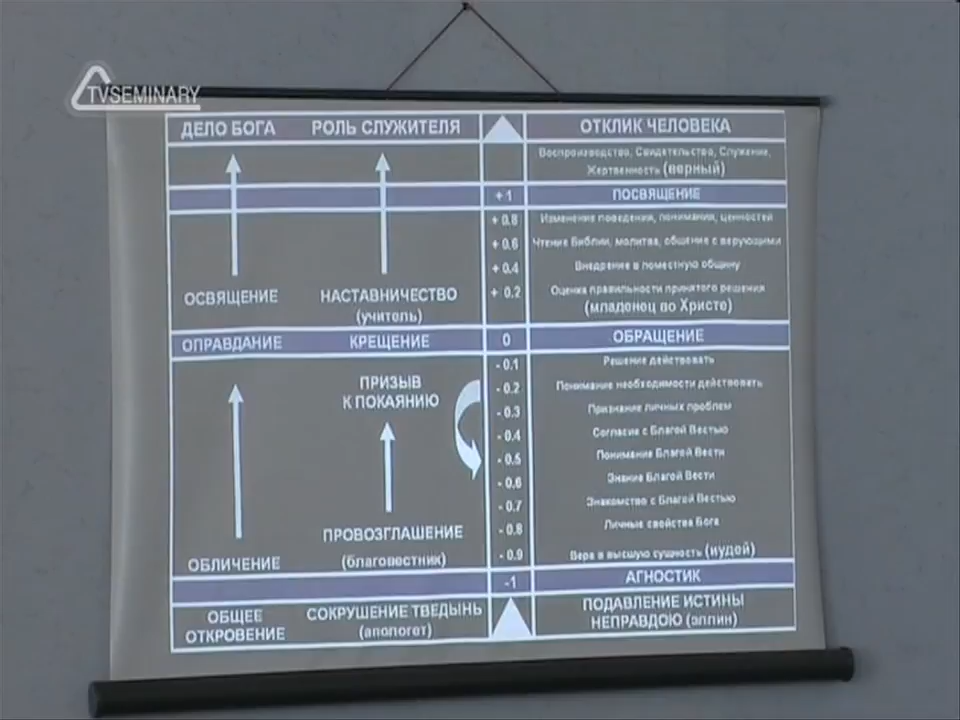 TVSEMINARY
ДЕЛО БОГА РОЛЬ СЛУЖИТЕЛЯ ОТКЛИК ЧЕЛОВЕКА
Воспроизводство, Свидетельство, Служение,
Жертвенность (верный)
+ 1 ПОСВЯЩЕНИЕ
+ 0.8 Изменение поведения, понимания, ценностей
+ 0.6 Чтение Библии, молитва, общение с верующими
+ 0.4 Внедрение в поместную общину
ОСВЯЩЕНИЕ НАСТАВНИЧЕСТВО + 0.2 Оценка правильности принятого решения
(учитель) (младенец во Христе)
ОПРАВДАНИЕ КРЕЩЕНИЕ 0 ОБРАЩЕНИЕ
- 0.1 Решение действовать
ПРИЗЫВ - 0.2 Понимание необходимости действовать
К ПОКАЯНИЮ - 0.3 Признание личных проблем
- 0.4 Согласие с Благой Вестью
- 0.5 Понимание Благой Вести
- 0.6 Знание Благой Вести
- 0.7 Знакомство с Благой Вестью
ПРОВОЗГЛАШЕНИЕ - 0.8 Личные свойства Бога
ОБЛИЧЕНИЕ (благовестник) - 0.9 Вера в высшую сущность (иудей)
-1 АГНОСТИК
ОБЩЕЕ СОКРУШЕНИЕ ТВЕДЫНЬ ПОДАВЛЕНИЕ ИСТИНЫ
ОТКРОВЕНИЕ (апологет) НЕПРАВДОЮ (эллин)